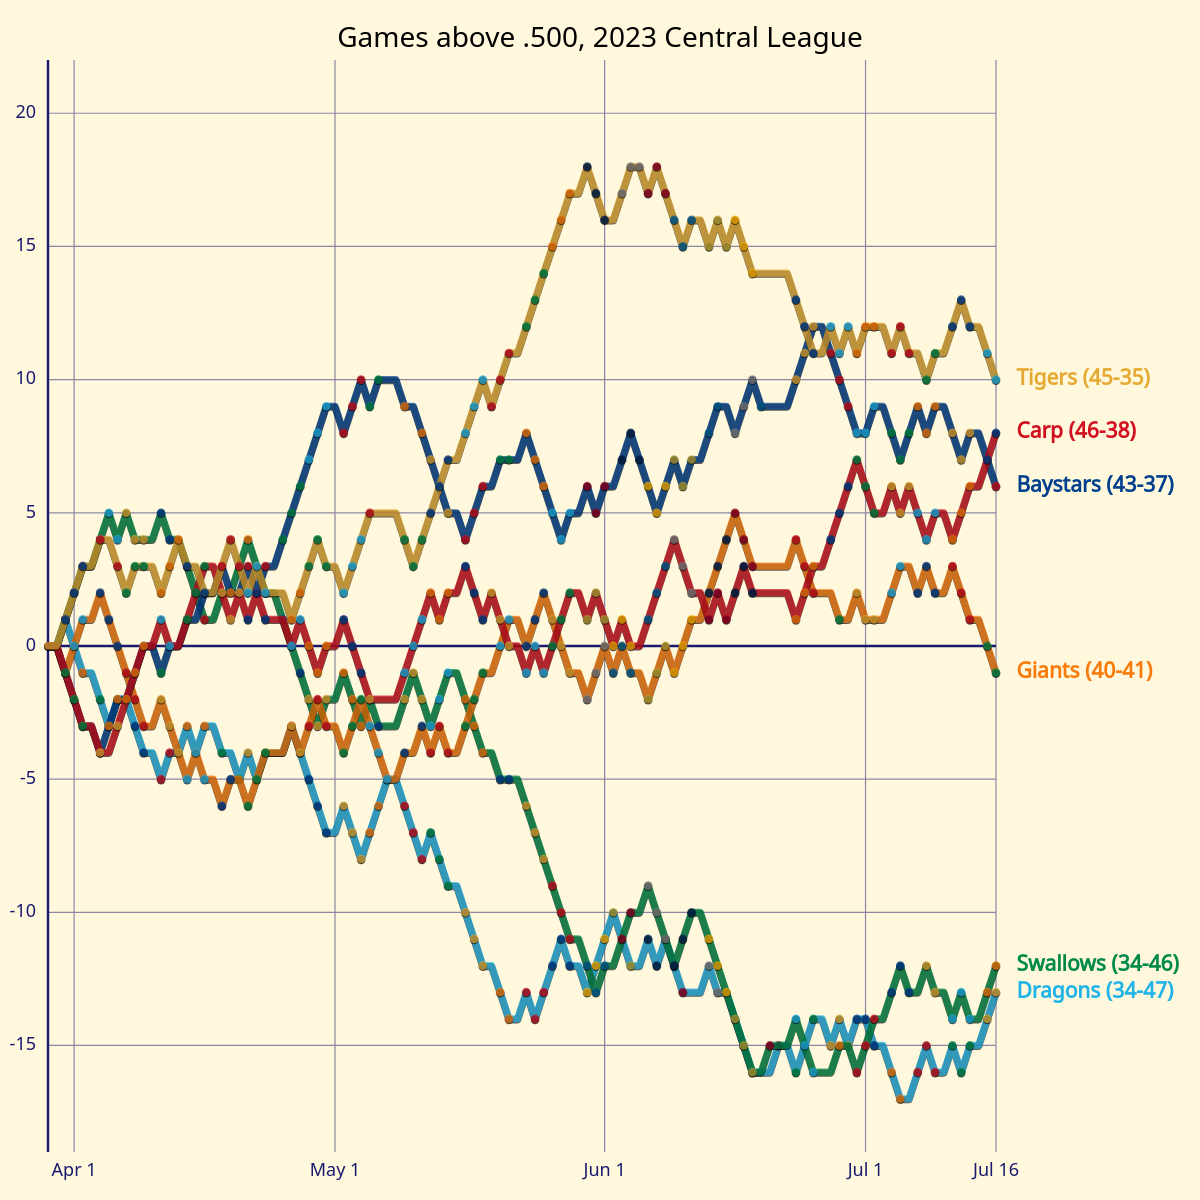 Games above .500, 2023 Central League
20
15
10
5
0
-5
-10
-15
Tigers (45-35)
Carp (46-38)
Baystars (43-37)
Giants (40-41)
Swallows (34-46)
Dragons (34-47)
Apr 1
May 1
Jun 1
Jul 1
Jul 16